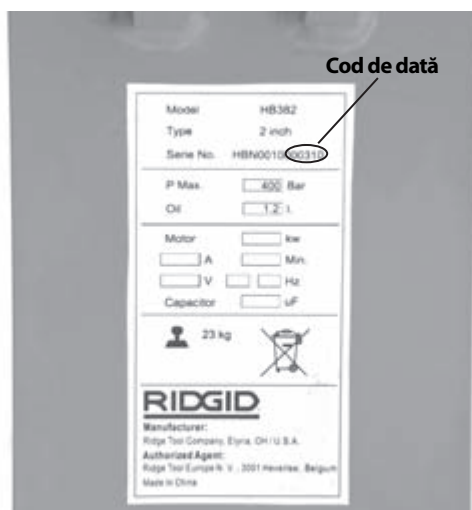 Cod de dată
Model HB382
Type 2 inch
Serie No. HBN0010000310
P Max. 400 Bar
Oil 1.2 l.
Motor kw
A Min.
V Hz
Capacitor uF
23 kg
RIDGID
Manufacturer:
Ridge Tool Company, Elyria, OH / U.S.A.
Authorized Agent:
Ridge Tool Europe N. V., 3001 Heverlee, Belgium
Made in China